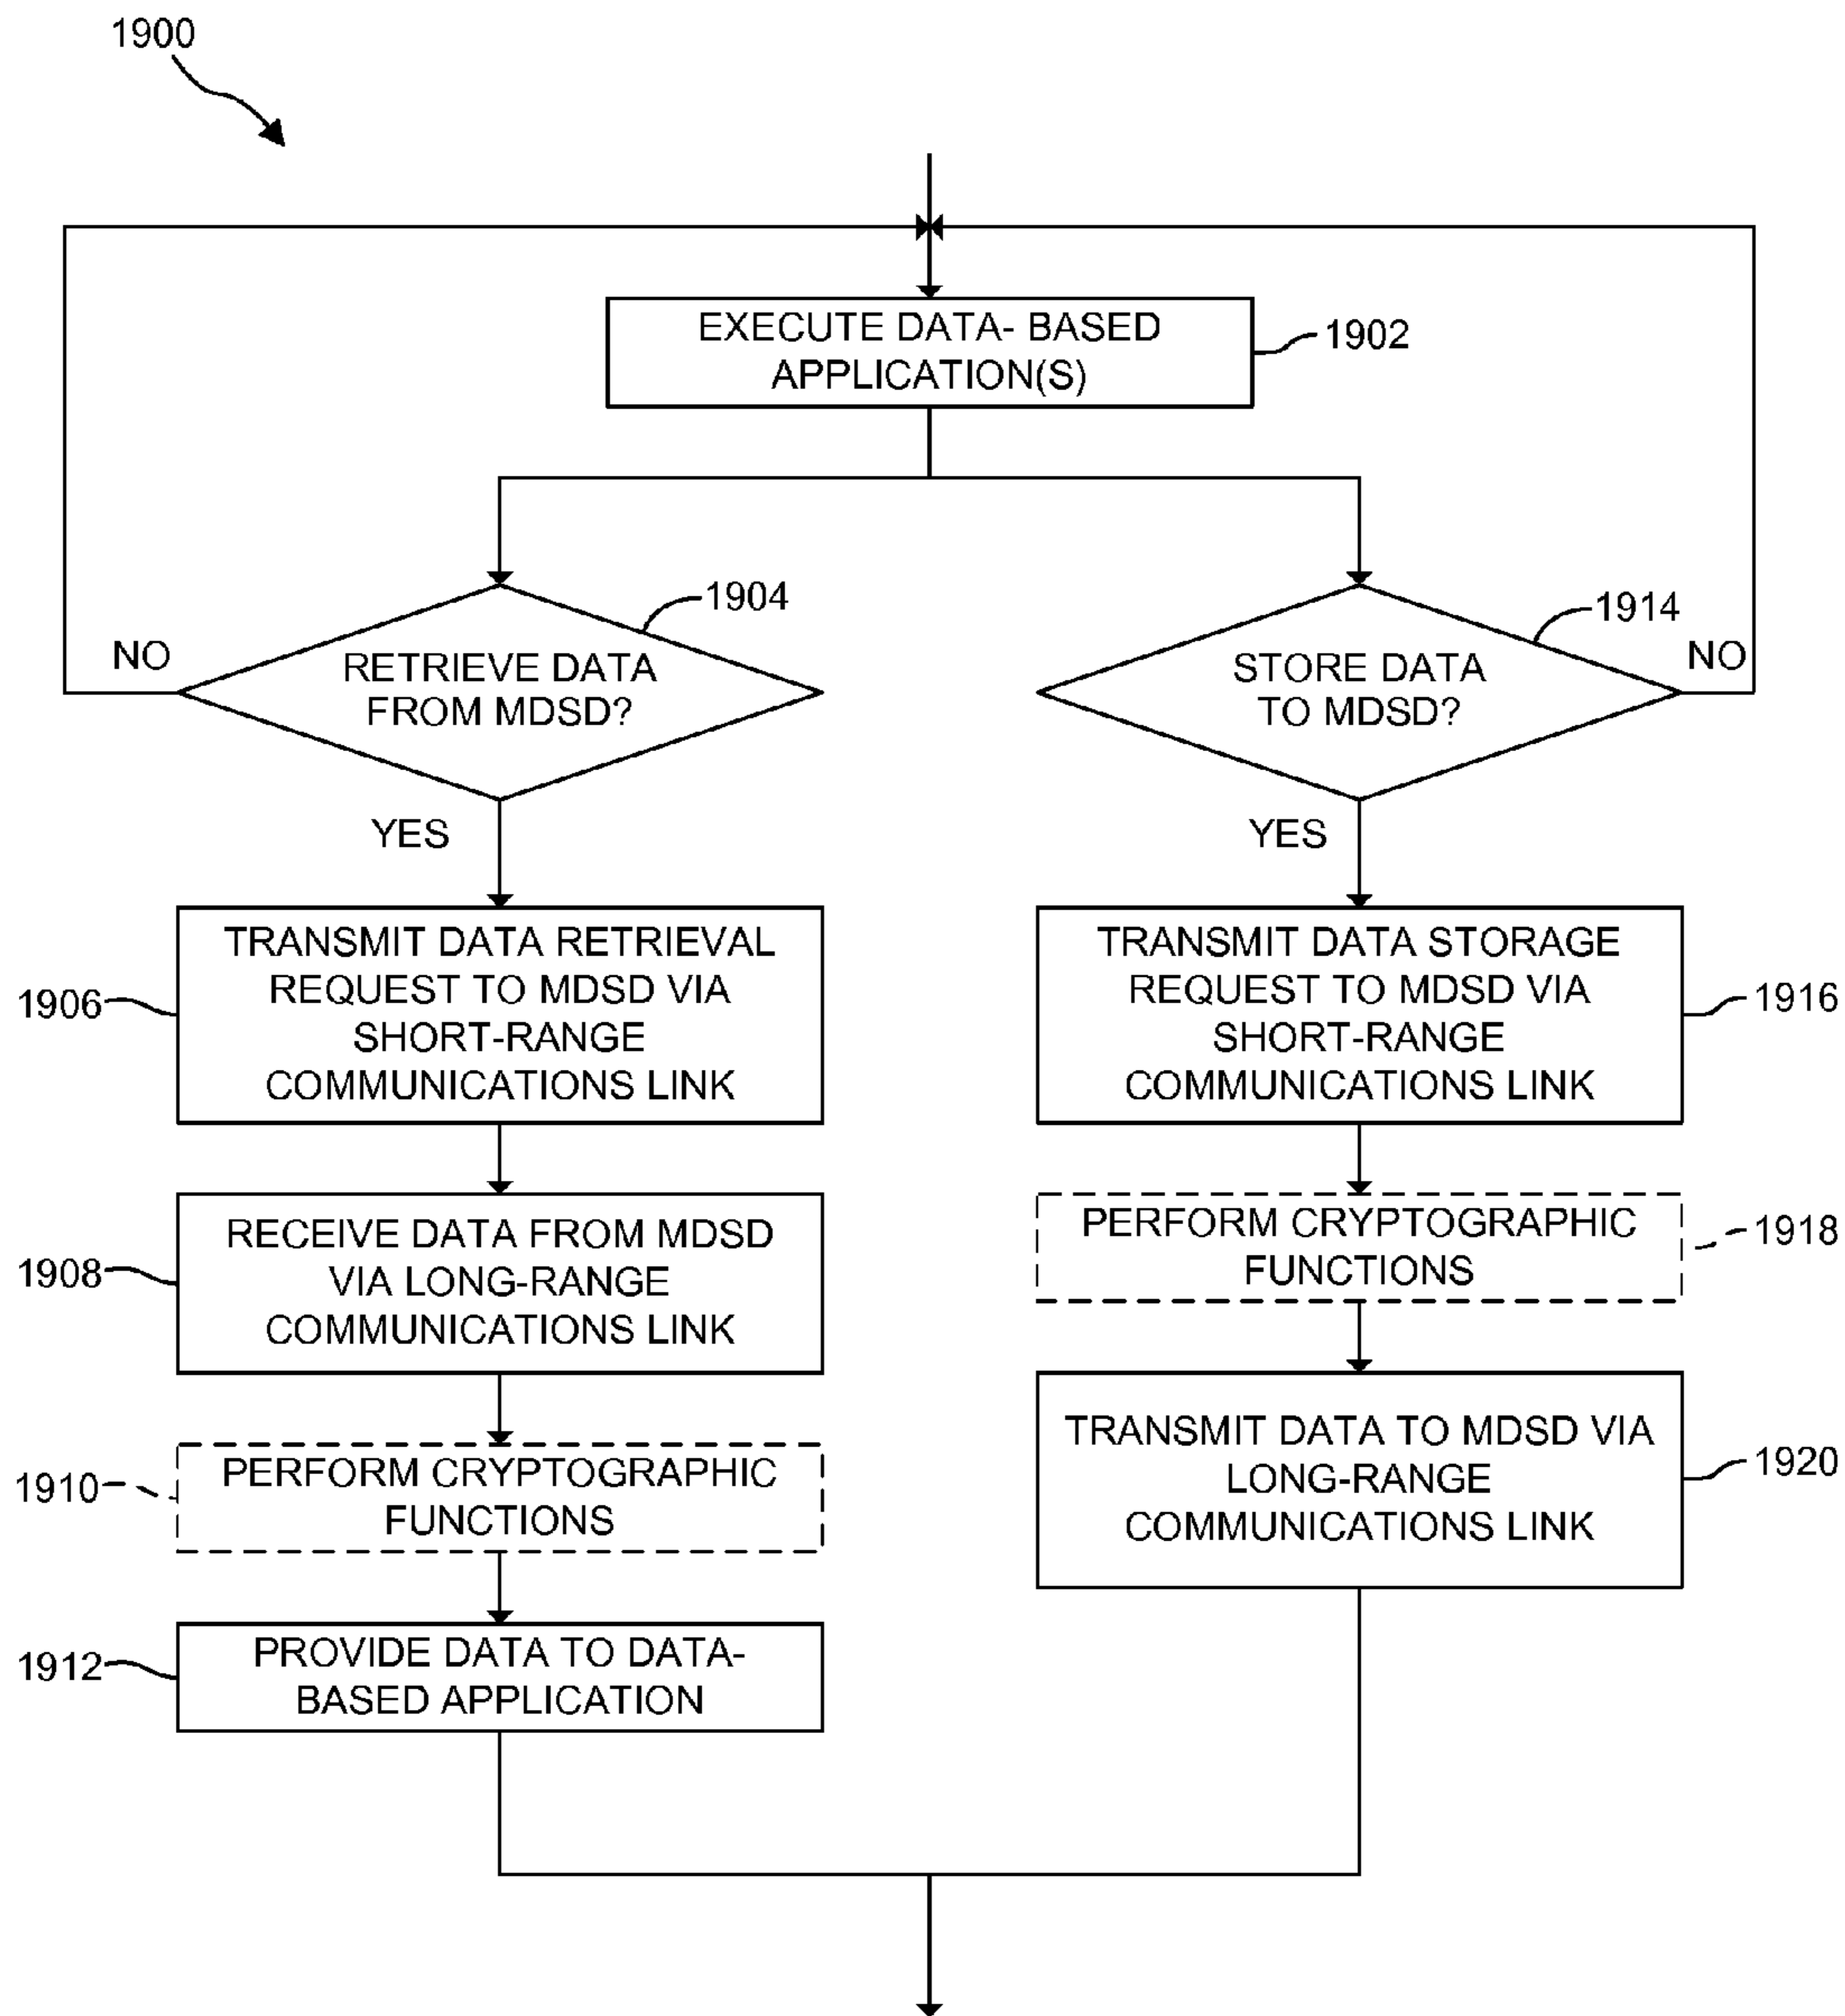 1900
EXECUTE DATA- BASED
APPLICATION(S)
1902
1904
RETRIEVE DATA
FROM MDSD?
NO
YES
1914
STORE DATA
TO MDSD?
NO
YES
1906
TRANSMIT DATA RETRIEVAL
REQUEST TO MDSD VIA
SHORT-RANGE
COMMUNICATIONS LINK
TRANSMIT DATA STORAGE
REQUEST TO MDSD VIA
SHORT-RANGE
COMMUNICATIONS LINK
1916
1908
RECEIVE DATA FROM MDSD
VIA LONG-RANGE
COMMUNICATIONS LINK
PERFORM CRYPTOGRAPHIC
FUNCTIONS
1918
1910
PERFORM CRYPTOGRAPHIC
FUNCTIONS
TRANSMIT DATA TO MDSD VIA
LONG-RANGE
COMMUNICATIONS LINK
1920
1912
PROVIDE DATA TO DATA-
BASED APPLICATION